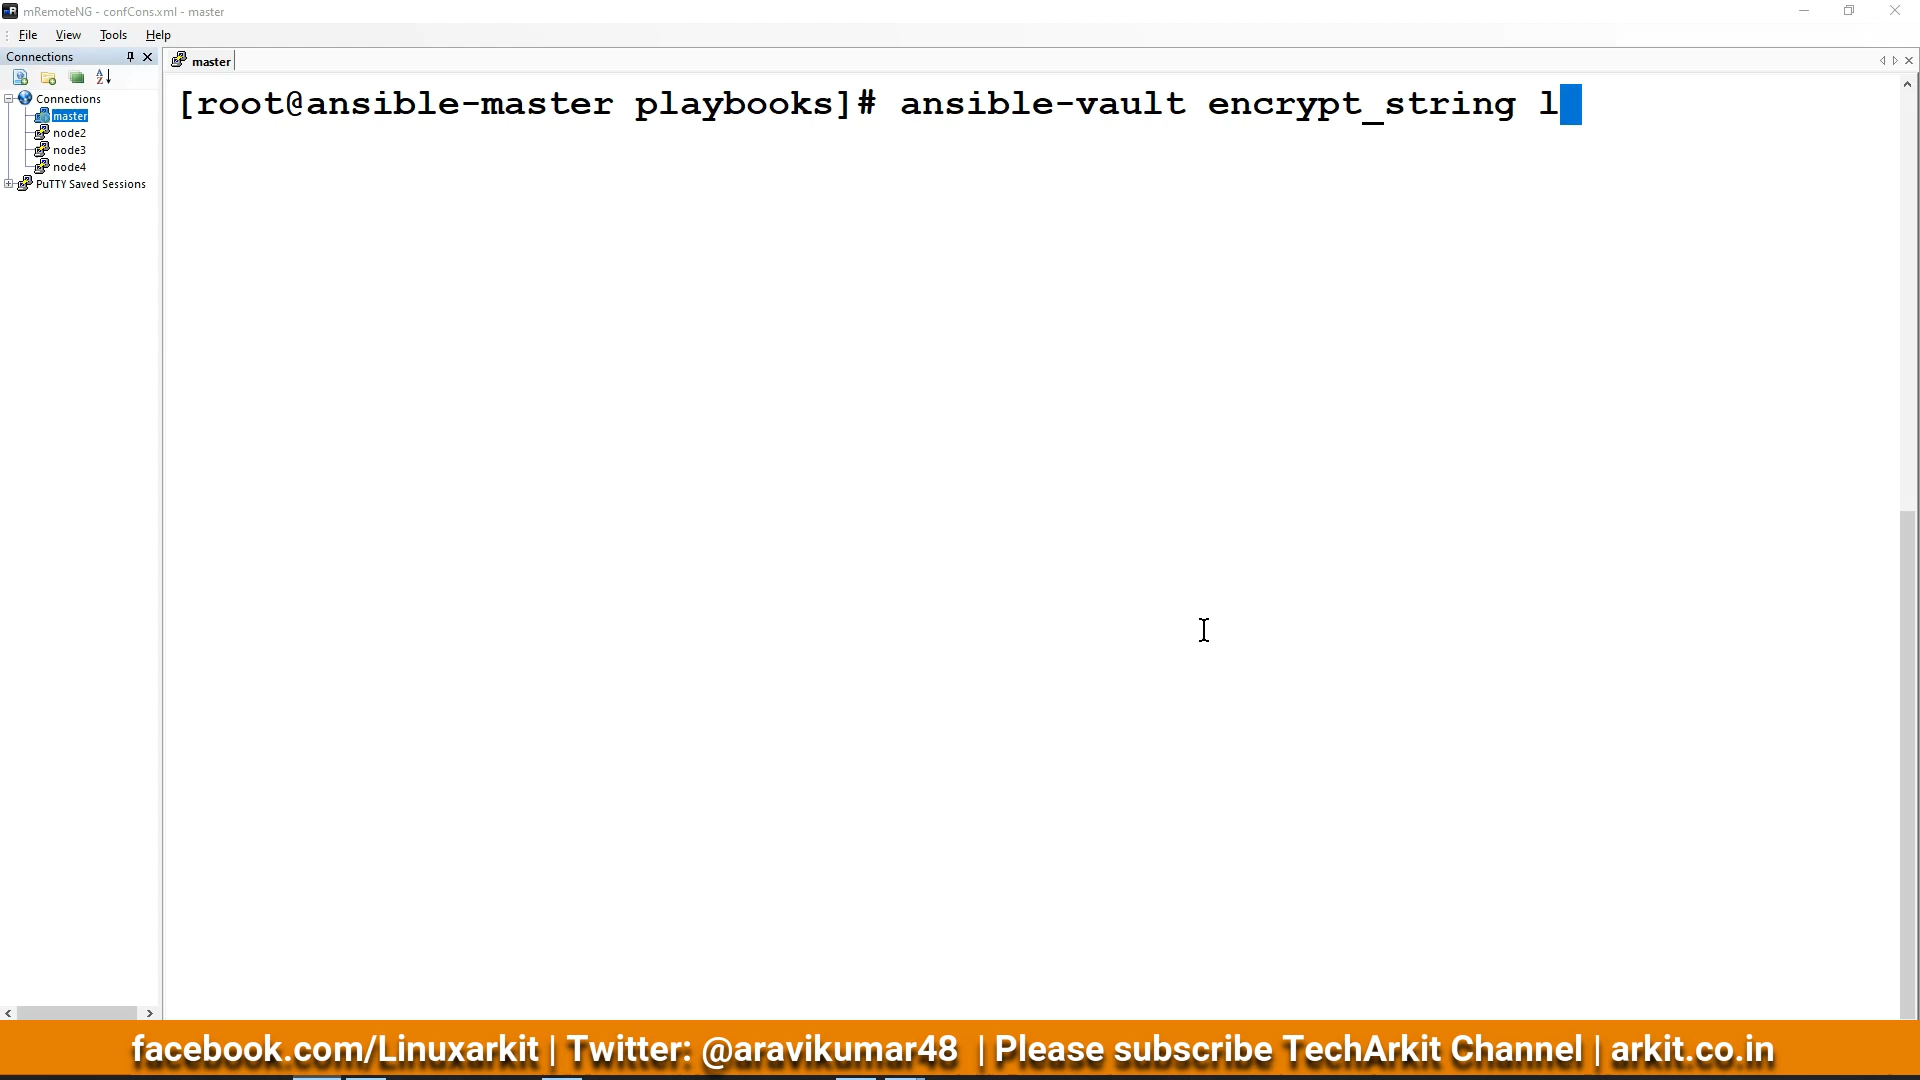 mRemoteNG - confCons.xml - master
File View Tools Help
Connections
master
Connections
master
node2
node3
node4
PuTTY Saved Sessions
[root@ansible-master playbooks]# ansible-vault encrypt_string l
facebook.com/Linuxarkit | Twitter: @aravikumar48 | Please subscribe TechArkit Channel | arkit.co.in